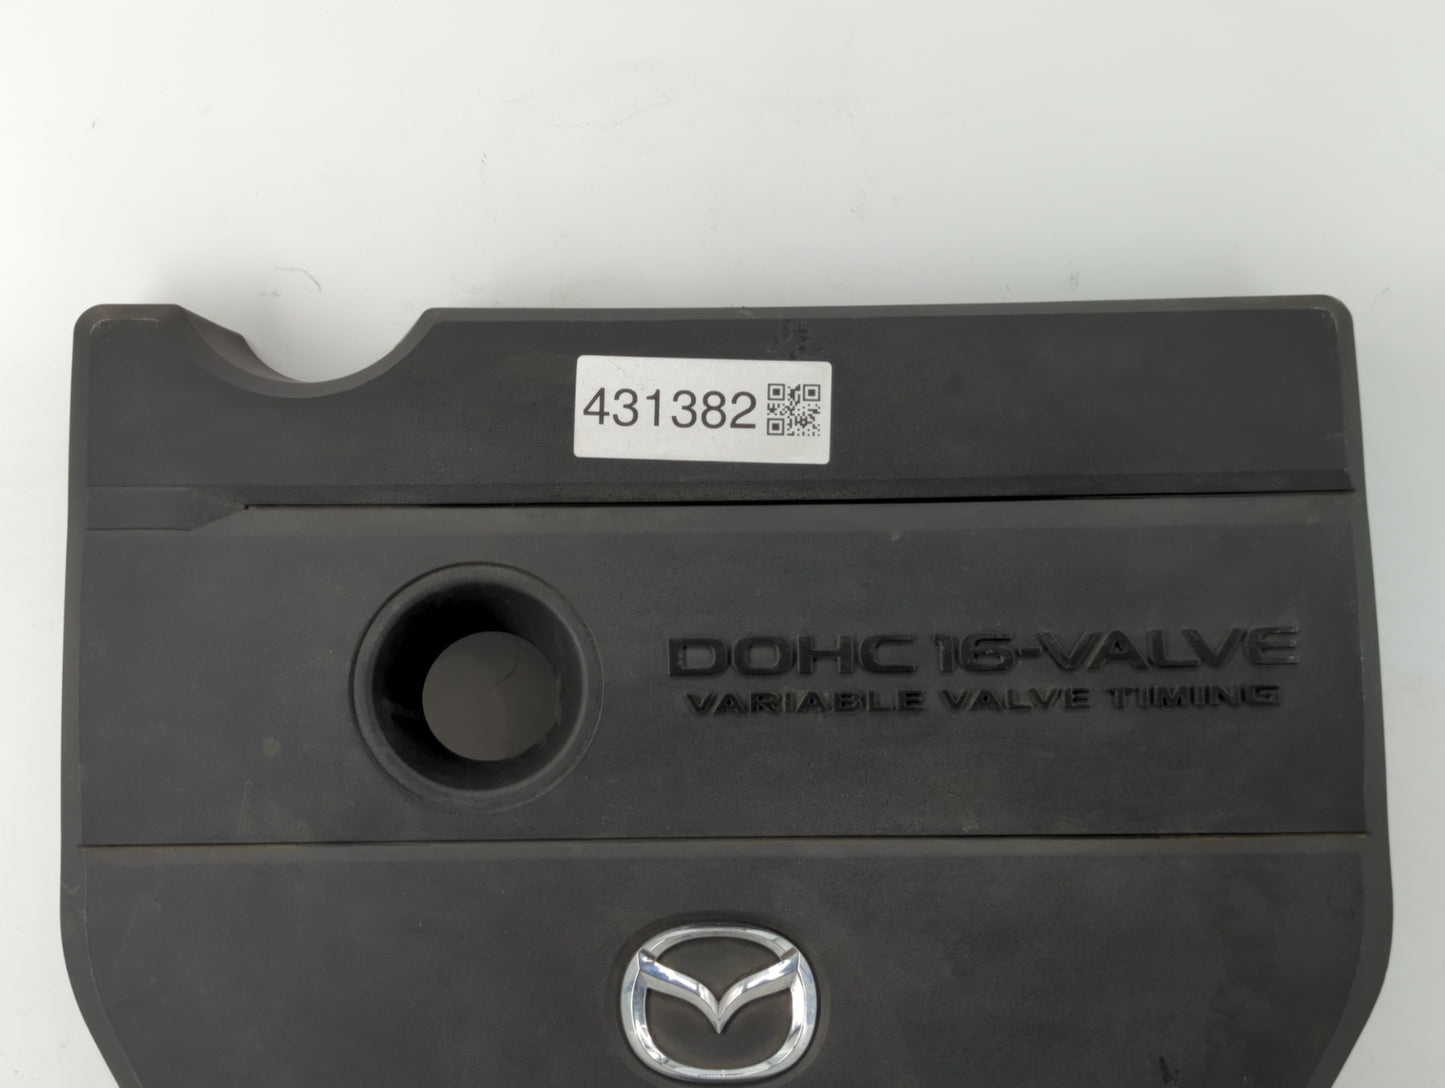 431382
DOHC 16-VALVE
VARIABLE VALVE TIMING